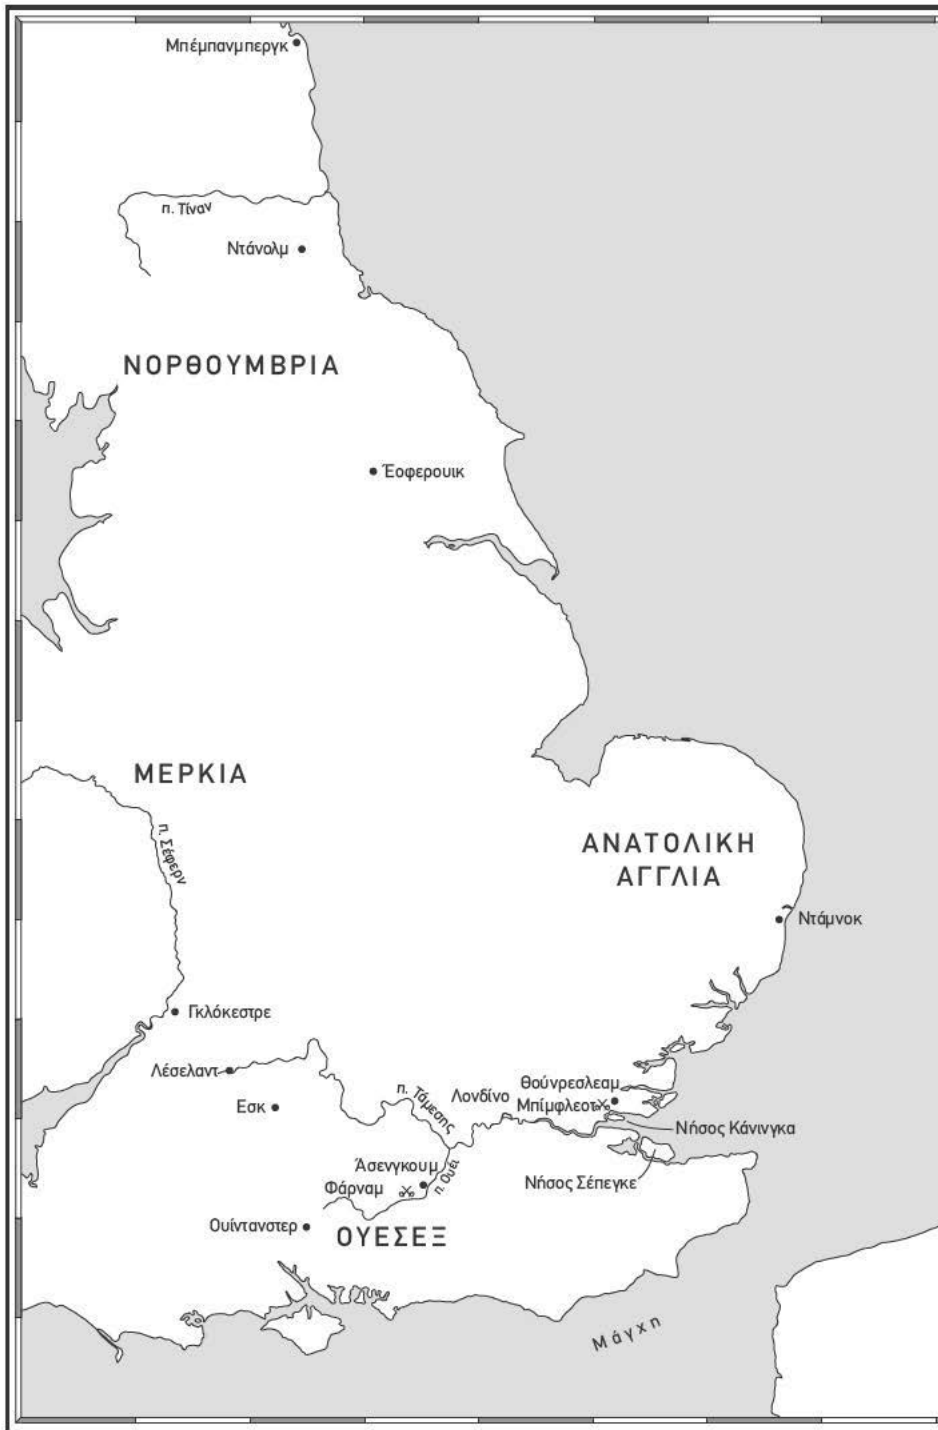 Μπέμπανμπεργκ
π. Τίναν
Ντάνολμ
ΝΟΡΘΟΥΜΒΡΙΑ
Έοφερουικ
ΜΕΡΚΙΑ
π. Σέφερν
ΑΝΑΤΟΛΙΚΗ
ΑΓΓΛΙΑ
Ντάμνοκ
Γκλόκεστρε
Λέσελαντ
Εσκ
π. Τάμεσης
Λονδίνο
Θούνρεσλεαμ
Μπίμφλεοτ
Νήσος Κάνινγκα
Νήσος Σέπεγκε
Άσενγκουμ
π. Ουέι
Φάρναμ
Ουίντανστερ
ΟΥΕΣΕΞ
Μάγχη